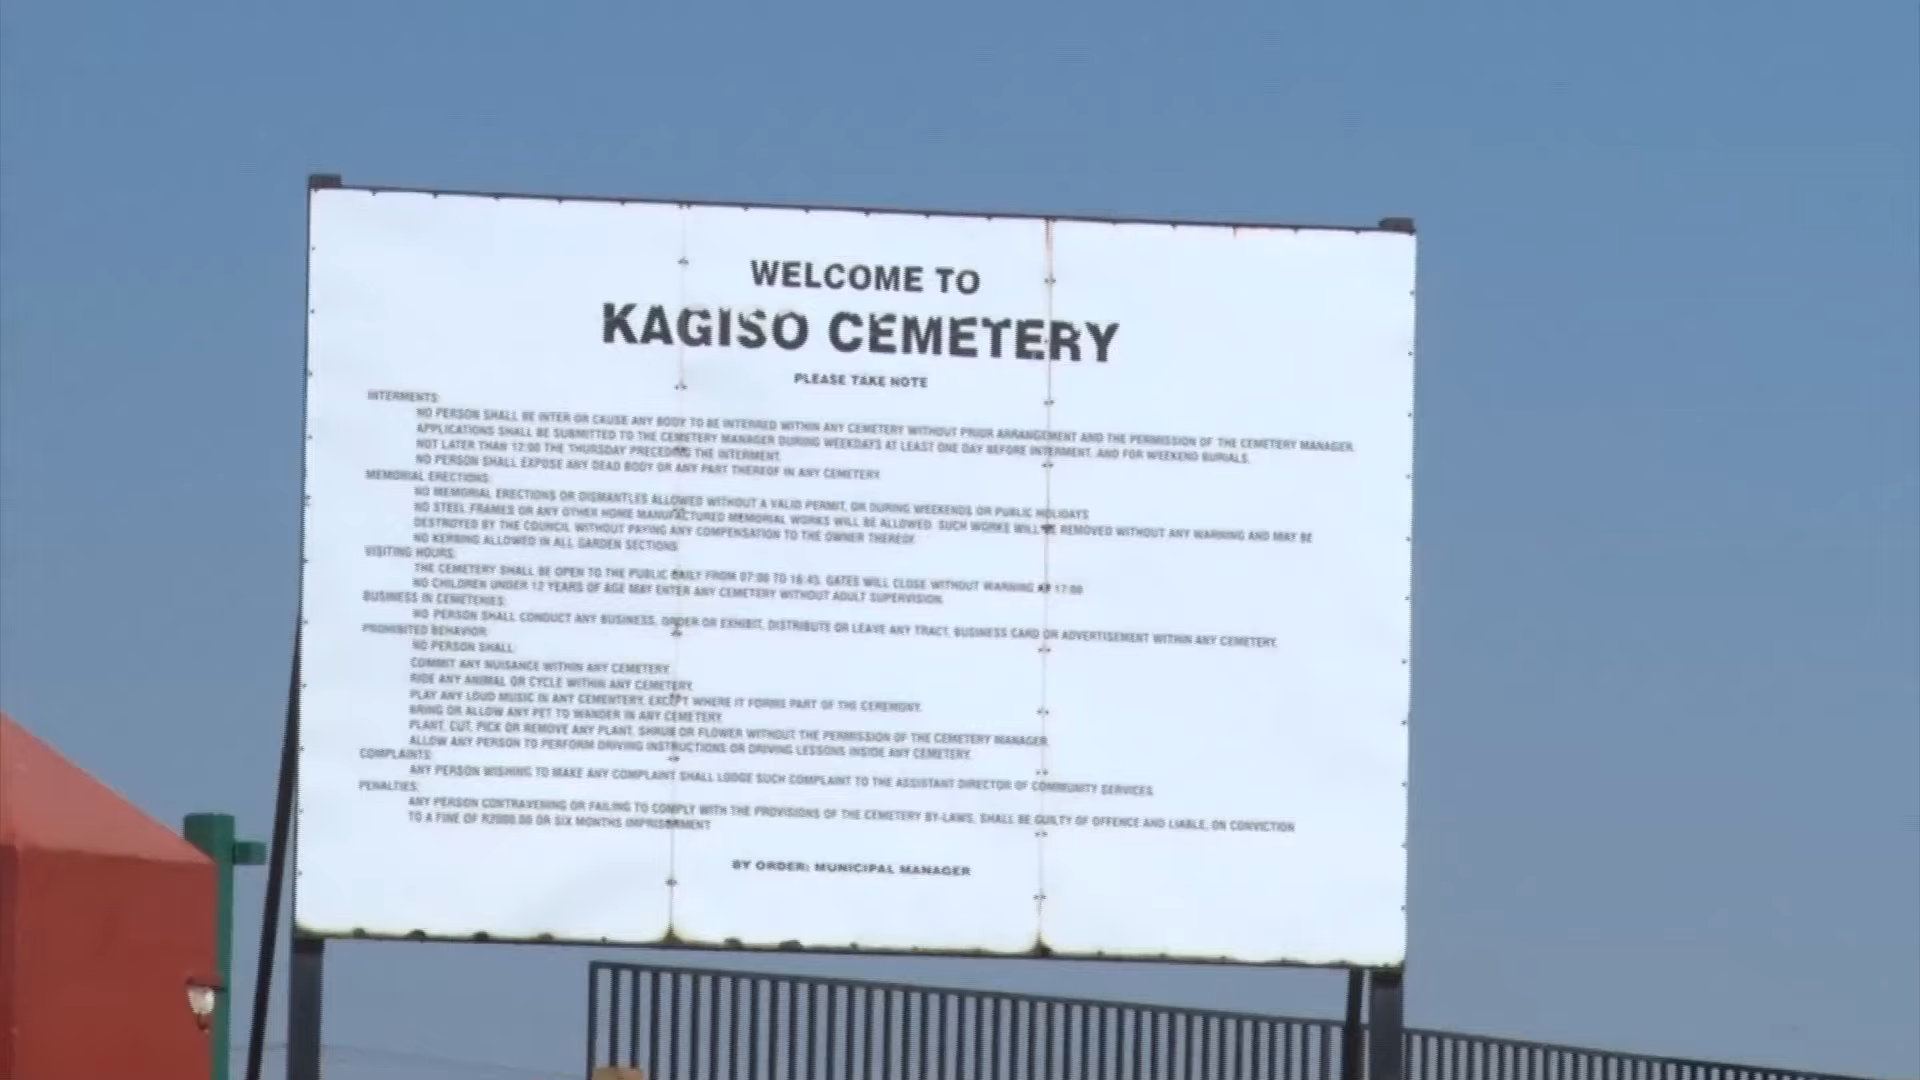 WELCOME TO
KAGISO CEMETERY
PLEASE TAKE NOTE
INTERMENTS:
NO PERSON SHALL BE INTER OR CAUSE ANY BODY TO BE INTERRED WITHIN ANY CEMETERY WITHOUT PRIOR ARRANGEMENT AND THE PERMISSION OF THE CEMETERY MANAGER.
APPLICATIONS SHALL BE SUBMITTED TO THE CEMETERY MANAGER DURING WEEKDAYS AT LEAST ONE DAY BEFORE INTERMENT, AND FOR WEEKEND BURIALS,
NOT LATER THAN 12:00 THE THURSDAY PRECEDING THE INTERMENT.
NO PERSON SHALL EXPOSE ANY DEAD BODY OR ANY PART THEREOF IN ANY CEMETERY
MEMORIAL ERECTIONS:
NO MEMORIAL ERECTIONS OR DISMANTLES ALLOWED WITHOUT A VALID PERMIT, OR DURING WEEKENDS OR PUBLIC HOLIDAYS
NO STEEL FRAMES OR ANY OTHER HOME MANUFACTURED MEMORIAL WORKS WILL BE ALLOWED. SUCH WORKS WILL BE REMOVED WITHOUT ANY WARNING AND MAY BE
DESTROYED BY THE COUNCIL WITHOUT PAYING ANY COMPENSATION TO THE OWNER THEREOF.
NO KERBING ALLOWED IN ALL GARDEN SECTIONS
VISITING HOURS:
THE CEMETERY SHALL BE OPEN TO THE PUBLIC DAILY FROM 07:00 TO 16:45. GATES WILL CLOSE WITHOUT WARNING AT 17:00
NO CHILDREN UNDER 12 YEARS OF AGE MAY ENTER ANY CEMETERY WITHOUT ADULT SUPERVISION.
BUSINESS IN CEMETERIES:
NO PERSON SHALL CONDUCT ANY BUSINESS, ORDER OR EXHIBIT, DISTRIBUTE OR LEAVE ANY TRACT, BUSINESS CARD OR ADVERTISEMENT WITHIN ANY CEMETERY.
PROHIBITED BEHAVIOR:
NO PERSON SHALL:
COMMIT ANY NUISANCE WITHIN ANY CEMETERY.
RIDE ANY ANIMAL OR CYCLE WITHIN ANY CEMETERY.
PLAY ANY LOUD MUSIC IN ANY CEMENTERY, EXCEPT WHERE IT FORMS PART OF THE CEREMONY.
BRING OR ALLOW ANY PET TO WANDER IN ANY CEMETERY.
PLANT, CUT, PICK OR REMOVE ANY PLANT, SHRUB OR FLOWER WITHOUT THE PERMISSION OF THE CEMETERY MANAGER.
ALLOW ANY PERSON TO PERFORM DRIVING INSTRUCTIONS OR DRIVING LESSONS INSIDE ANY CEMETERY.
COMPLAINTS:
ANY PERSON WISHING TO MAKE ANY COMPLAINT SHALL LODGE SUCH COMPLAINT TO THE ASSISTANT DIRECTOR OF COMMUNITY SERVICES.
PENALTIES:
ANY PERSON CONTRAVENING OR FAILING TO COMPLY WITH THE PROVISIONS OF THE CEMETERY BY-LAWS, SHALL BE GUILTY OF OFFENCE AND LIABLE, ON CONVICTION
TO A FINE OF R2000.00 OR SIX MONTHS IMPRISONMENT
BY ORDER: MUNICIPAL MANAGER